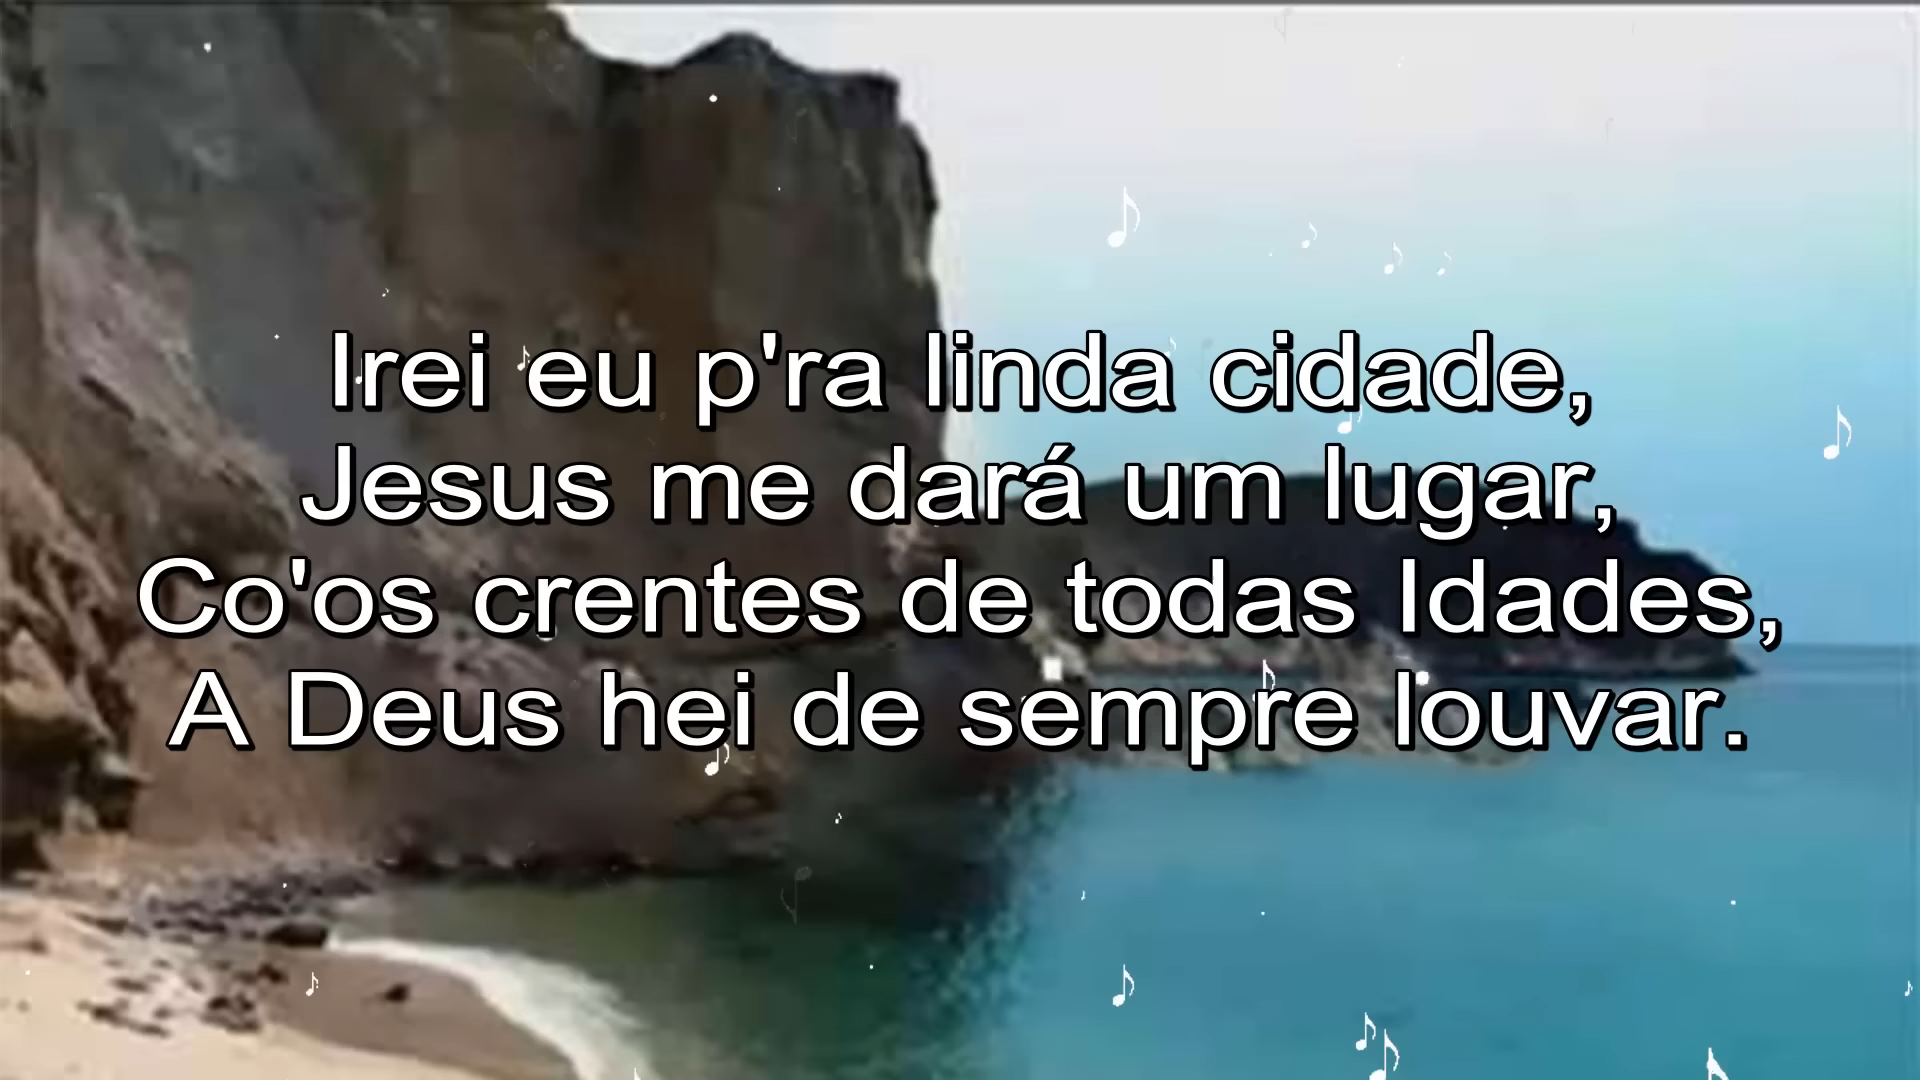 Irei eu p'ra linda cidade,
Jesus me dará um lugar,
Co'os crentes de todas Idades,
A Deus hei de sempre louvar.